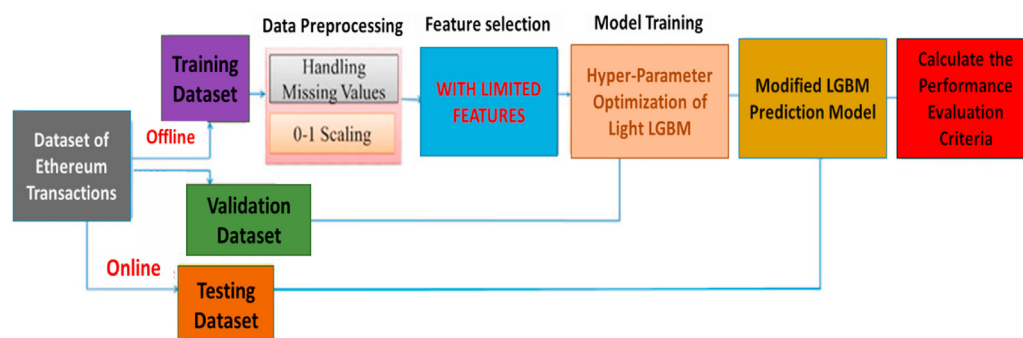 Data Preprocessing
Feature selection
Model Training
Training
Dataset
Handling
Missing Values
0-1 Scaling
WITH LIMITED
FEATURES
Hyper-Parameter
Optimization of
Light LGBM
Modified LGBM
Prediction Model
Calculate the
Performance
Evaluation
Criteria
Dataset of
Ethereum
Transactions
Offline
Validation
Dataset
Online
Testing
Dataset